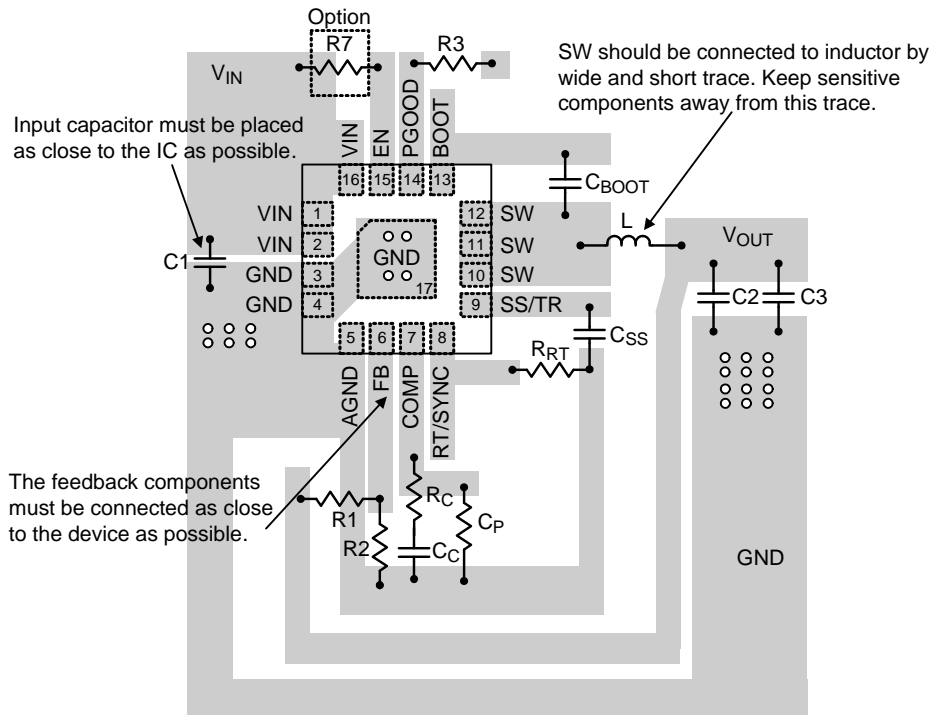 Option
R7
R3
SW should be connected to inductor by
wide and short trace. Keep sensitive
components away from this trace.
VIN
Input capacitor must be placed
as close to the IC as possible.
VIN
EN
PGOOD
BOOT
16
15
14
13
CBOOT
VIN
1
12
SW
L
VIN
2
11
SW
VOUT
C1
GND
3
GND
10
SW
17
GND
4
9
SS/TR
C2
C3
5
6
7
8
CSS
RRT
AGND
FB
COMP
RT/SYNC
The feedback components
must be connected as close
to the device as possible.
R1
R2
RC
CC
CP
GND